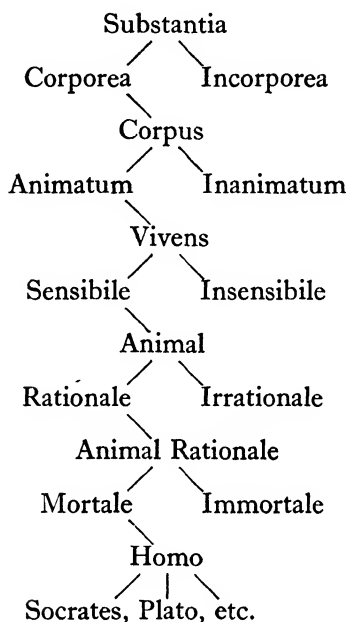 Substantia
Corporea Incorporea
Corpus
Animatum Inanimatum
Vivens
Sensibile Insensibile
Animal
Rationale Irrationale
Animal Rationale
Mortale Immortale
Homo
Socrates, Plato, etc.